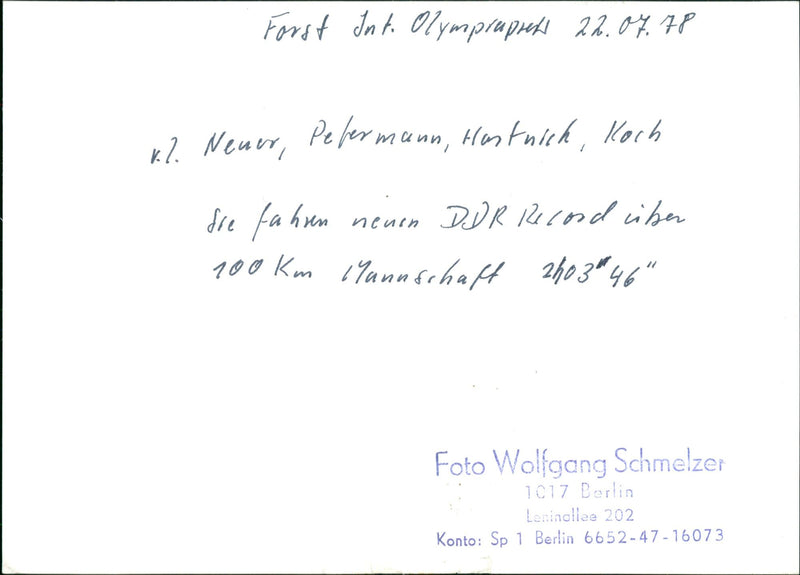 Forst Int. Olympiapreis 22.07.78
v.l. Neuer, Petermann, Hartnick, Koch
Sie fahren neuen DDR Record über
100 Km Mannschaft 2h03" 46"
Foto Wolfgang Schmelzer
1017 Berlin
Leninallee 202
Konto: Sp 1 Berlin 6652-47-16073